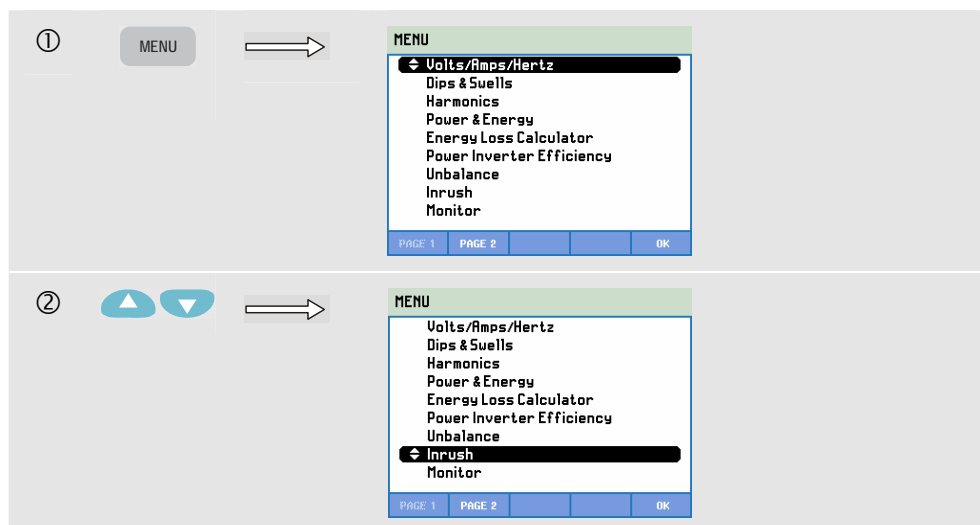 ①
MENU
MENU
Volts/Amps/Hertz
Dips & Swells
Harmonics
Power & Energy
Energy Loss Calculator
Power Inverter Efficiency
Unbalance
Inrush
Monitor
PAGE 1 PAGE 2 OK
②
MENU
Volts/Amps/Hertz
Dips & Swells
Harmonics
Power & Energy
Energy Loss Calculator
Power Inverter Efficiency
Unbalance
Inrush
Monitor
PAGE 1 PAGE 2 OK